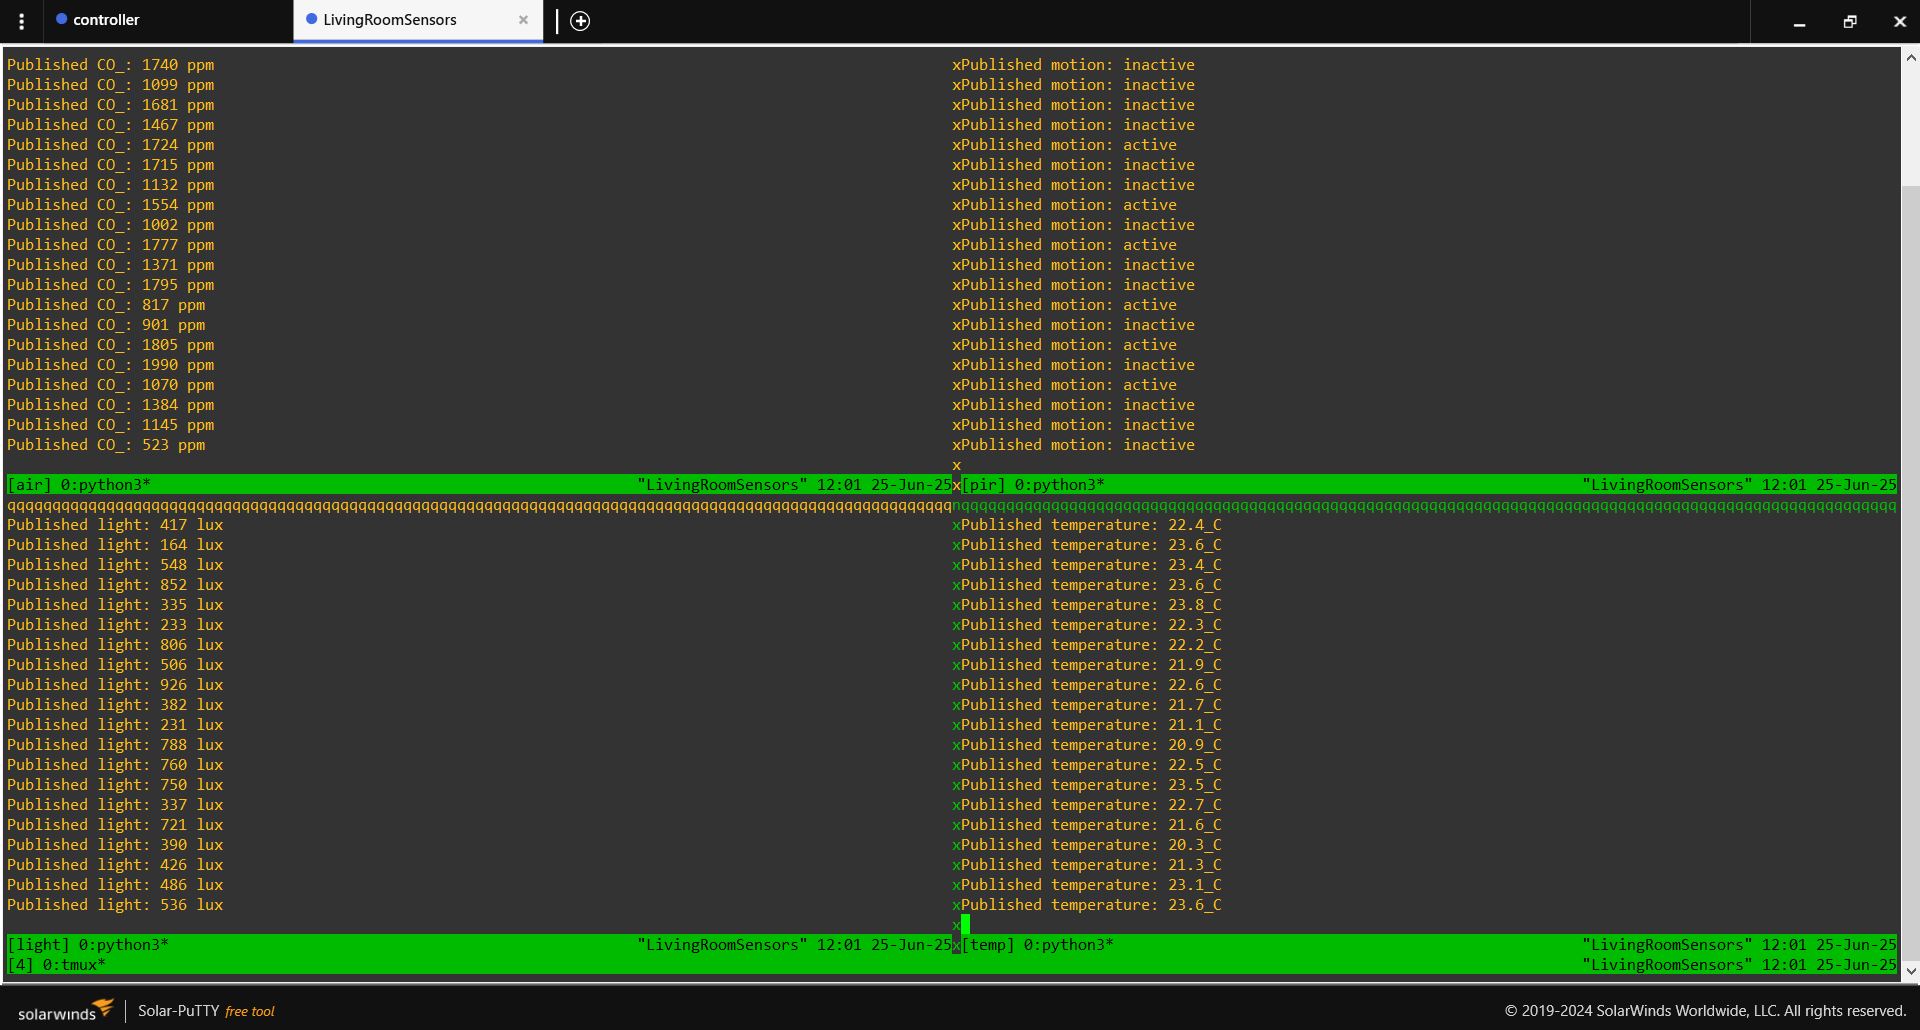 controller
LivingRoomSensors
Published CO_: 1740 ppm
Published CO_: 1099 ppm
Published CO_: 1681 ppm
Published CO_: 1467 ppm
Published CO_: 1724 ppm
Published CO_: 1715 ppm
Published CO_: 1132 ppm
Published CO_: 1554 ppm
Published CO_: 1002 ppm
Published CO_: 1777 ppm
Published CO_: 1371 ppm
Published CO_: 1795 ppm
Published CO_: 817 ppm
Published CO_: 901 ppm
Published CO_: 1805 ppm
Published CO_: 1990 ppm
Published CO_: 1070 ppm
Published CO_: 1384 ppm
Published CO_: 1145 ppm
Published CO_: 523 ppm
[air] 0:python3* "LivingRoomSensors" 12:01 25-Jun-25
xPublished motion: inactive
xPublished motion: inactive
xPublished motion: inactive
xPublished motion: inactive
xPublished motion: active
xPublished motion: inactive
xPublished motion: inactive
xPublished motion: active
xPublished motion: inactive
xPublished motion: active
xPublished motion: inactive
xPublished motion: inactive
xPublished motion: active
xPublished motion: inactive
xPublished motion: active
xPublished motion: inactive
xPublished motion: active
xPublished motion: inactive
xPublished motion: inactive
xPublished motion: inactive
x
x[pir] 0:python3* "LivingRoomSensors" 12:01 25-Jun-25
Published light: 417 lux
Published light: 164 lux
Published light: 548 lux
Published light: 852 lux
Published light: 335 lux
Published light: 233 lux
Published light: 806 lux
Published light: 506 lux
Published light: 926 lux
Published light: 382 lux
Published light: 231 lux
Published light: 788 lux
Published light: 760 lux
Published light: 750 lux
Published light: 337 lux
Published light: 721 lux
Published light: 390 lux
Published light: 426 lux
Published light: 486 lux
Published light: 536 lux
[light] 0:python3* "LivingRoomSensors" 12:01 25-Jun-25
xPublished temperature: 22.4_C
xPublished temperature: 23.6_C
xPublished temperature: 23.4_C
xPublished temperature: 23.6_C
xPublished temperature: 23.8_C
xPublished temperature: 22.3_C
xPublished temperature: 22.2_C
xPublished temperature: 21.9_C
xPublished temperature: 22.6_C
xPublished temperature: 21.7_C
xPublished temperature: 21.1_C
xPublished temperature: 20.9_C
xPublished temperature: 22.5_C
xPublished temperature: 23.5_C
xPublished temperature: 22.7_C
xPublished temperature: 21.6_C
xPublished temperature: 20.3_C
xPublished temperature: 21.3_C
xPublished temperature: 23.1_C
xPublished temperature: 23.6_C
x
x[temp] 0:python3* "LivingRoomSensors" 12:01 25-Jun-25
[4] 0:tmux* "LivingRoomSensors" 12:01 25-Jun-25
solarwinds Solar-PuTTY free tool
© 2019-2024 SolarWinds Worldwide, LLC. All rights reserved.